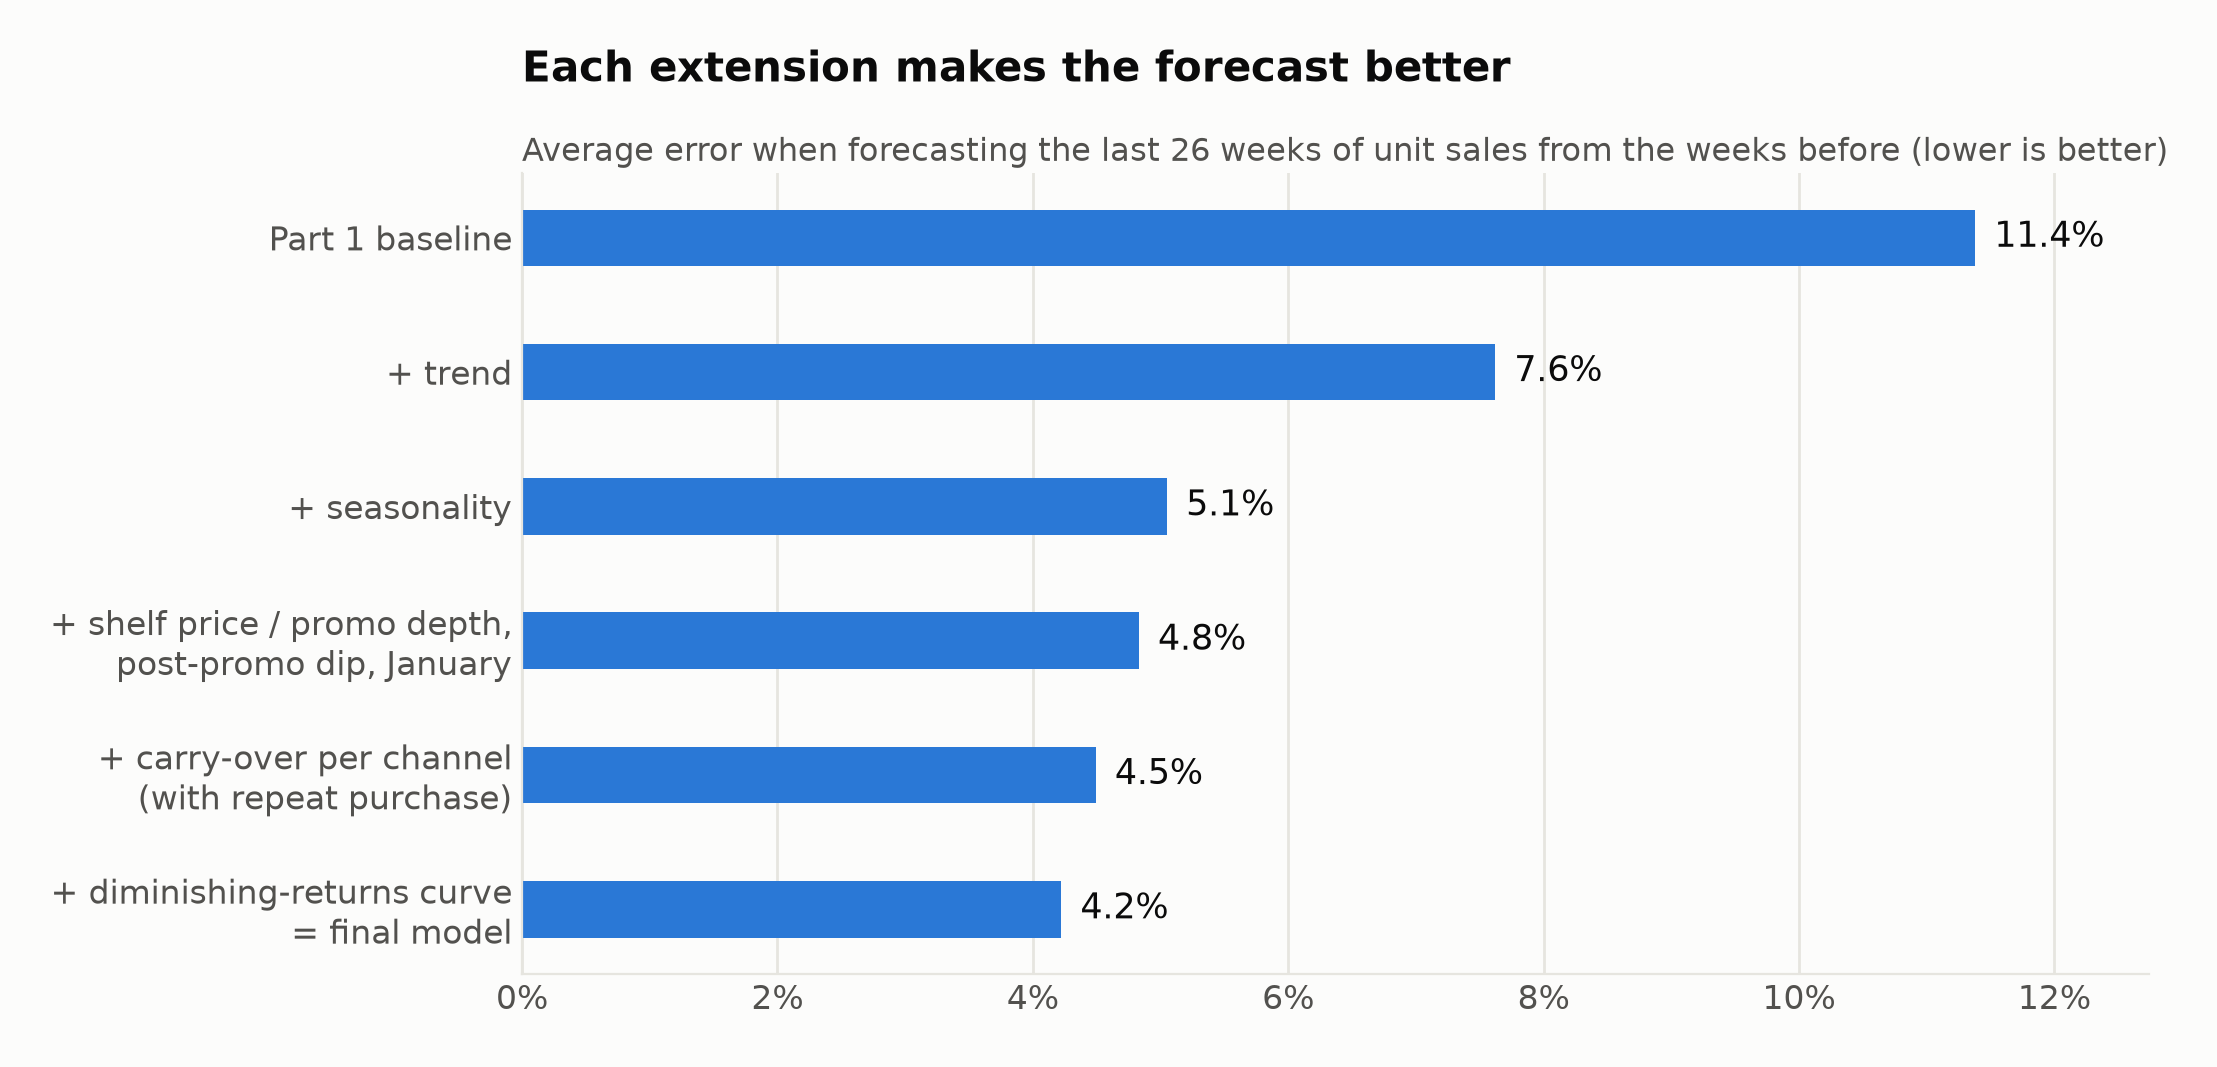 Each extension makes the forecast better
Average error when forecasting the last 26 weeks of unit sales from the weeks before (lower is better)
Part 1 baseline
11.4%
+ trend
7.6%
+ seasonality
5.1%
+ shelf price / promo depth,
post-promo dip, January
4.8%
+ carry-over per channel
(with repeat purchase)
4.5%
+ diminishing-returns curve
= final model
4.2%
0%
2%
4%
6%
8%
10%
12%